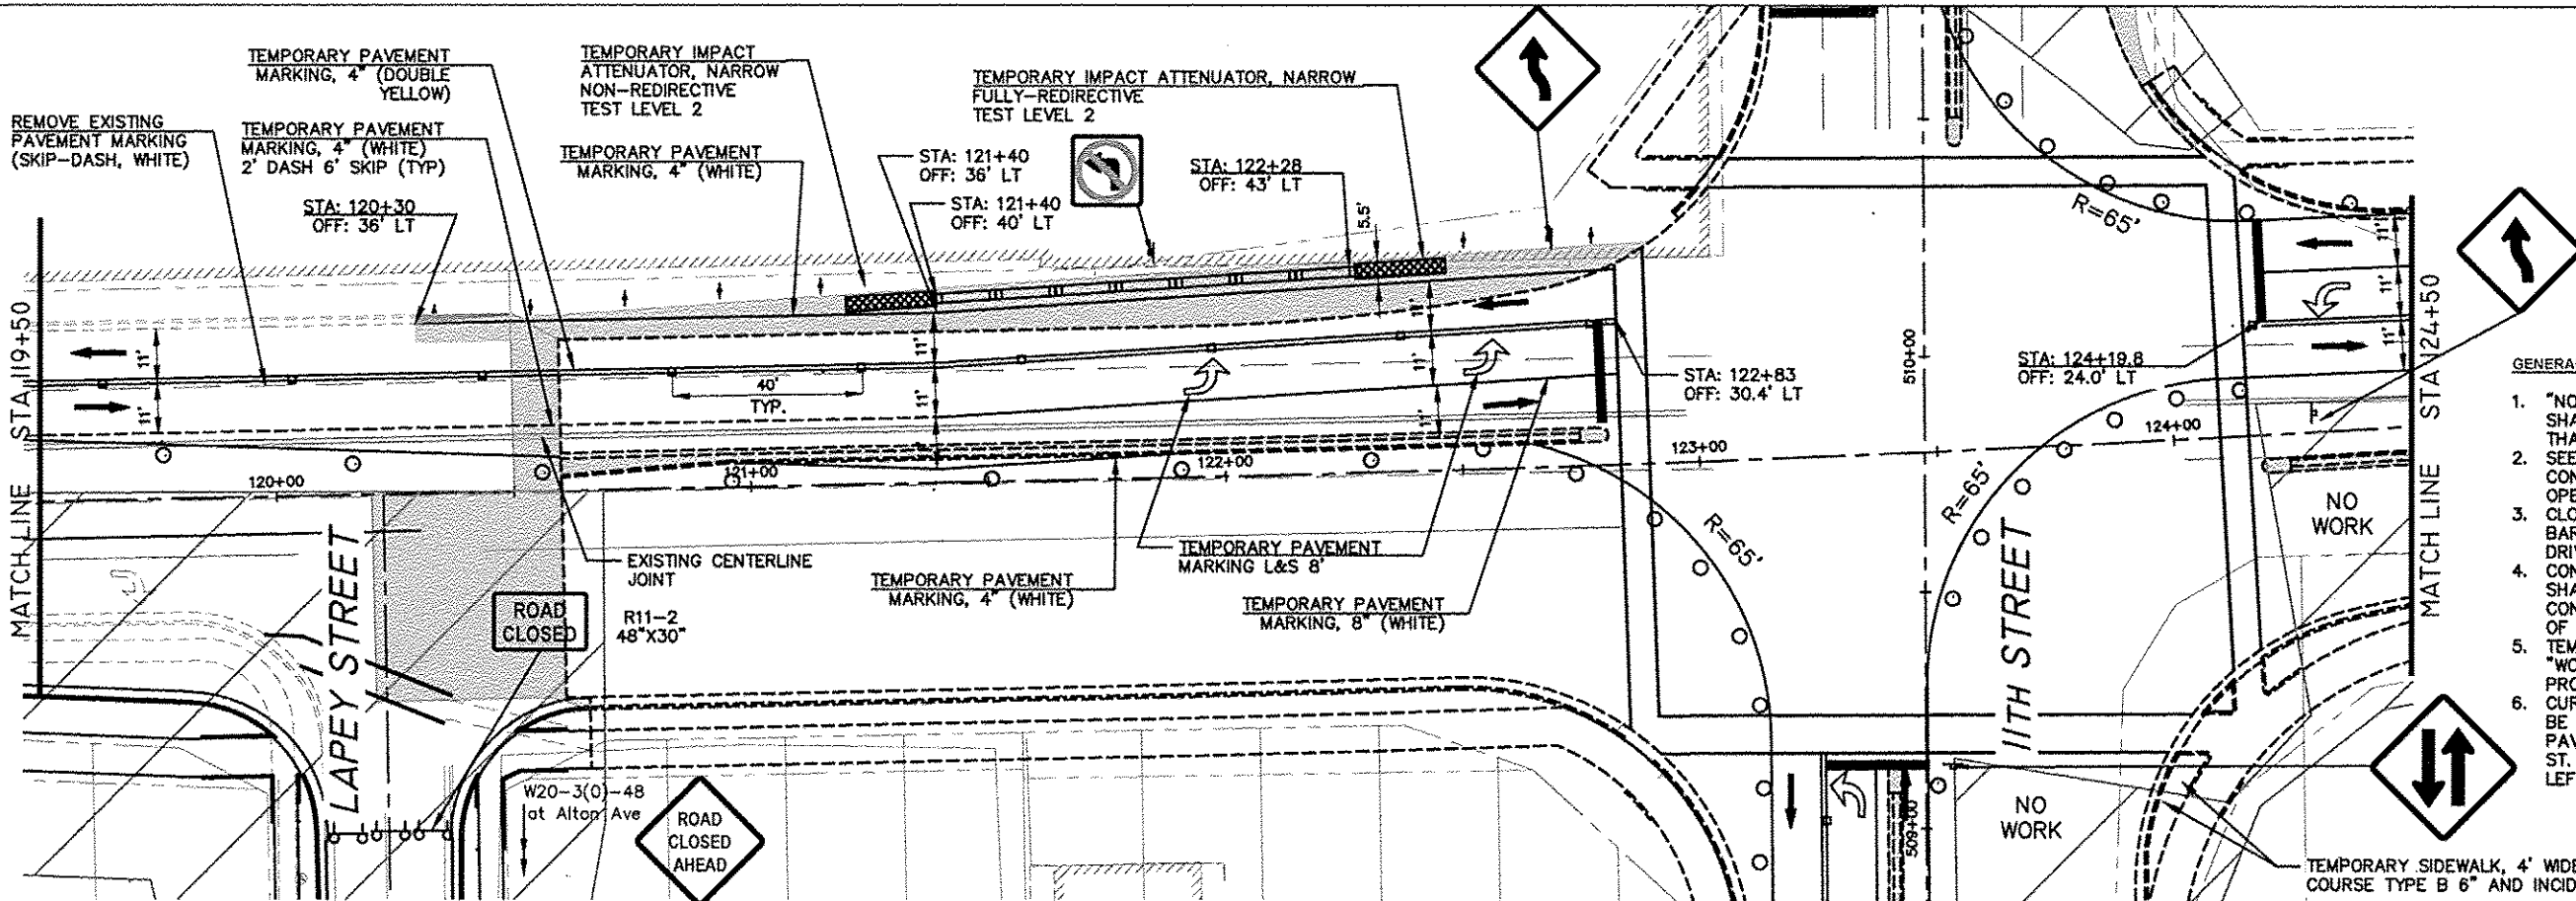 TEMPORARY PAVEMENT
MARKING, 4" (DOUBLE
YELLOW)
TEMPORARY IMPACT
ATTENUATOR, NARROW
NON-REDIRECTIVE
TEST LEVEL 2
TEMPORARY IMPACT ATTENUATOR, NARROW
FULLY-REDIRECTIVE
TEST LEVEL 2
REMOVE EXISTING
PAVEMENT MARKING
(SKIP-DASH, WHITE)
TEMPORARY PAVEMENT
MARKING, 4" (WHITE)
2' DASH 6' SKIP (TYP)
TEMPORARY PAVEMENT
MARKING, 4" (WHITE)
STA: 121+40
OFF: 36' LT
STA: 121+40
OFF: 40' LT
STA: 122+28
OFF: 43' LT
STA: 120+30
OFF: 36' LT
5.5'
R=65'
11'
11'
11'
11'
11'
11'
11'
11'
11'
11'
11'
40'
TYP.
MATCH LINE STA 119+50
STA: 122+83
OFF: 30.4' LT
510+00
STA: 124+19.8
OFF: 24.0' LT
MATCH LINE STA 124+50
120+00
121+00
122+00
123+00
124+00
EXISTING CENTERLINE
JOINT
TEMPORARY PAVEMENT
MARKING, 4" (WHITE)
TEMPORARY PAVEMENT
MARKING L&S 8'
TEMPORARY PAVEMENT
MARKING, 8" (WHITE)
R=65'
R=65'
LAPEY STREET
11TH STREET
ROAD
CLOSED
R11-2
48"X30"
W20-3(O)-48
at Alton Ave
ROAD
CLOSED
AHEAD
509+00
NO
WORK
NO
WORK
TEMPORARY SIDEWALK, 4' WIDE
COURSE TYPE B 6" AND INCID
GENERA
1. "NO
SHA
THA
2. SEE
CON
OPE
3. CLO
BAR
DRI
4. CON
SHA
CON
OF
5. TEM
"WO
PRO
6. CUR
BE
PAV
ST.
LEF